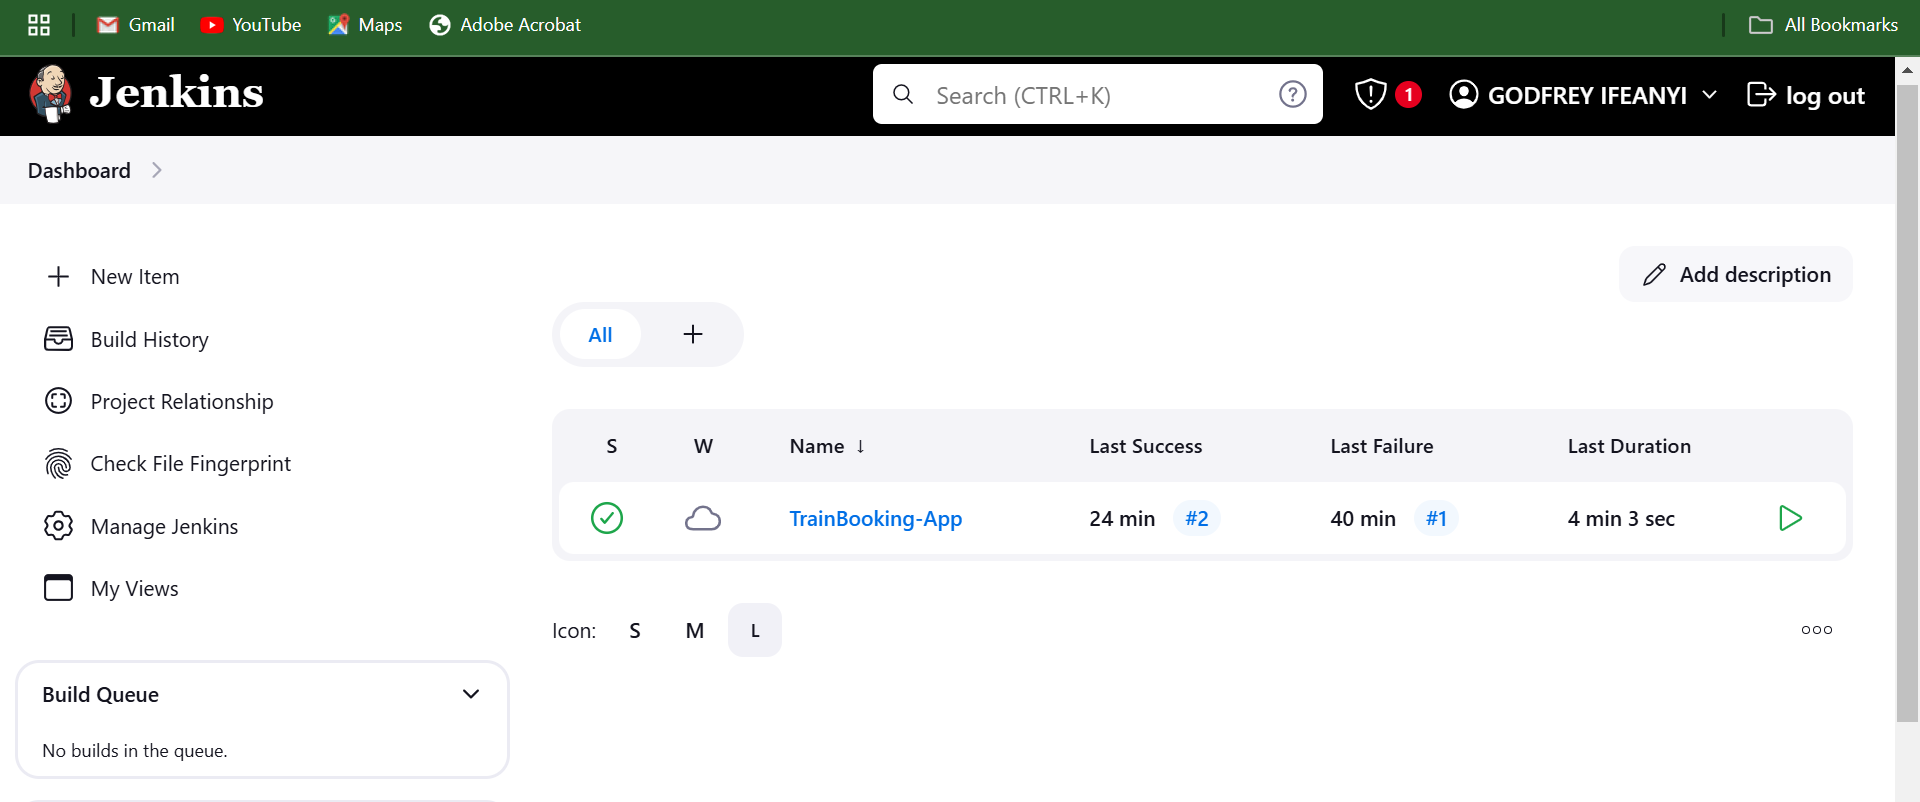 Gmail YouTube Maps Adobe Acrobat All Bookmarks
Jenkins Search (CTRL+K) 1 GODFREY IFEANYI log out
Dashboard
New Item
Build History
Project Relationship
Check File Fingerprint
Manage Jenkins
My Views
Build Queue
No builds in the queue.
Add description
All +
S W Name ↓ Last Success Last Failure Last Duration
TrainBooking-App 24 min #2 40 min #1 4 min 3 sec
Icon: S M L